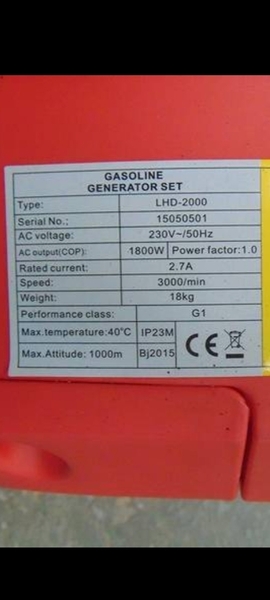 GASOLINE
GENERATOR SET
Type: LHD-2000
Serial No.; 15050501
AC voltage: 230V~/50Hz
AC output(COP): 1800W Power factor:1.0
Rated current: 2.7A
Speed: 3000/min
Weight: 18kg
Performance class: G1
Max.temperature:40°C IP23M
Max.Attitude: 1000m Bj2015
CE